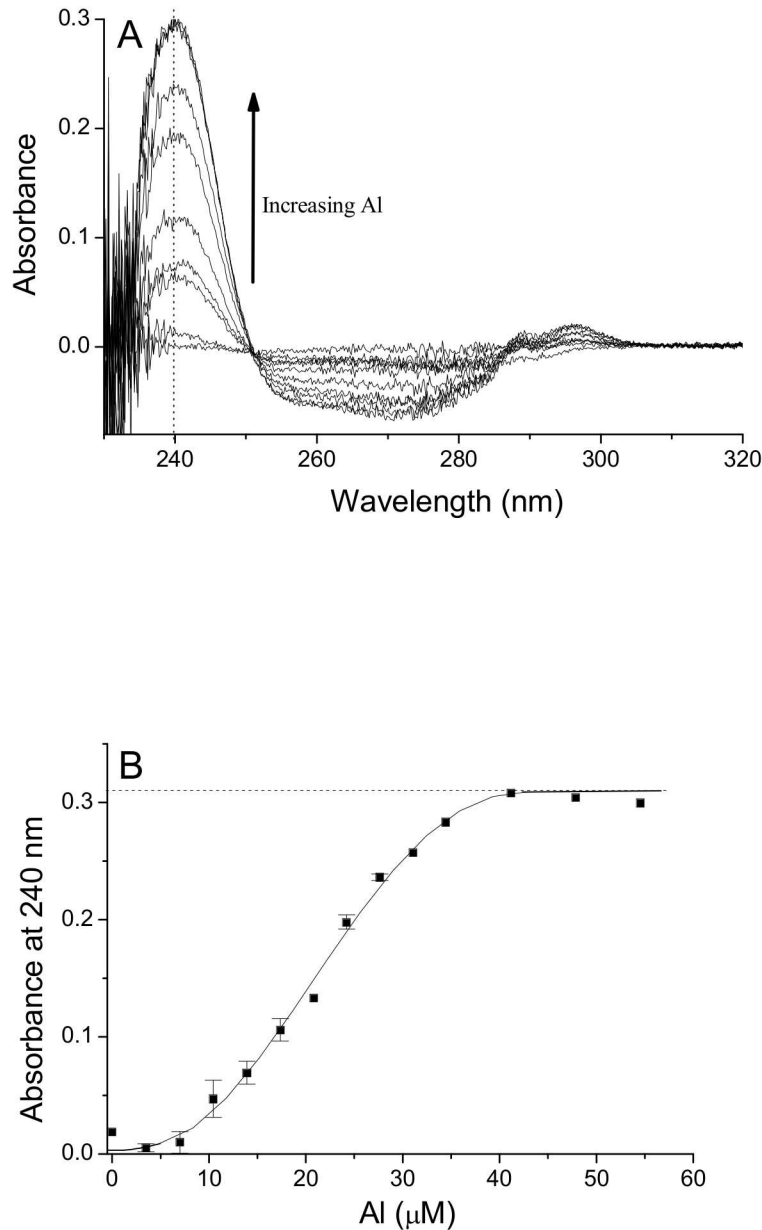 A
0.3
0.2
0.1
0.0
Absorbance
Increasing Al
240 260 280 300 320
Wavelength (nm)
B
0.3
0.2
0.1
0.0
Absorbance at 240 nm
0 10 20 30 40 50 60
Al (μM)